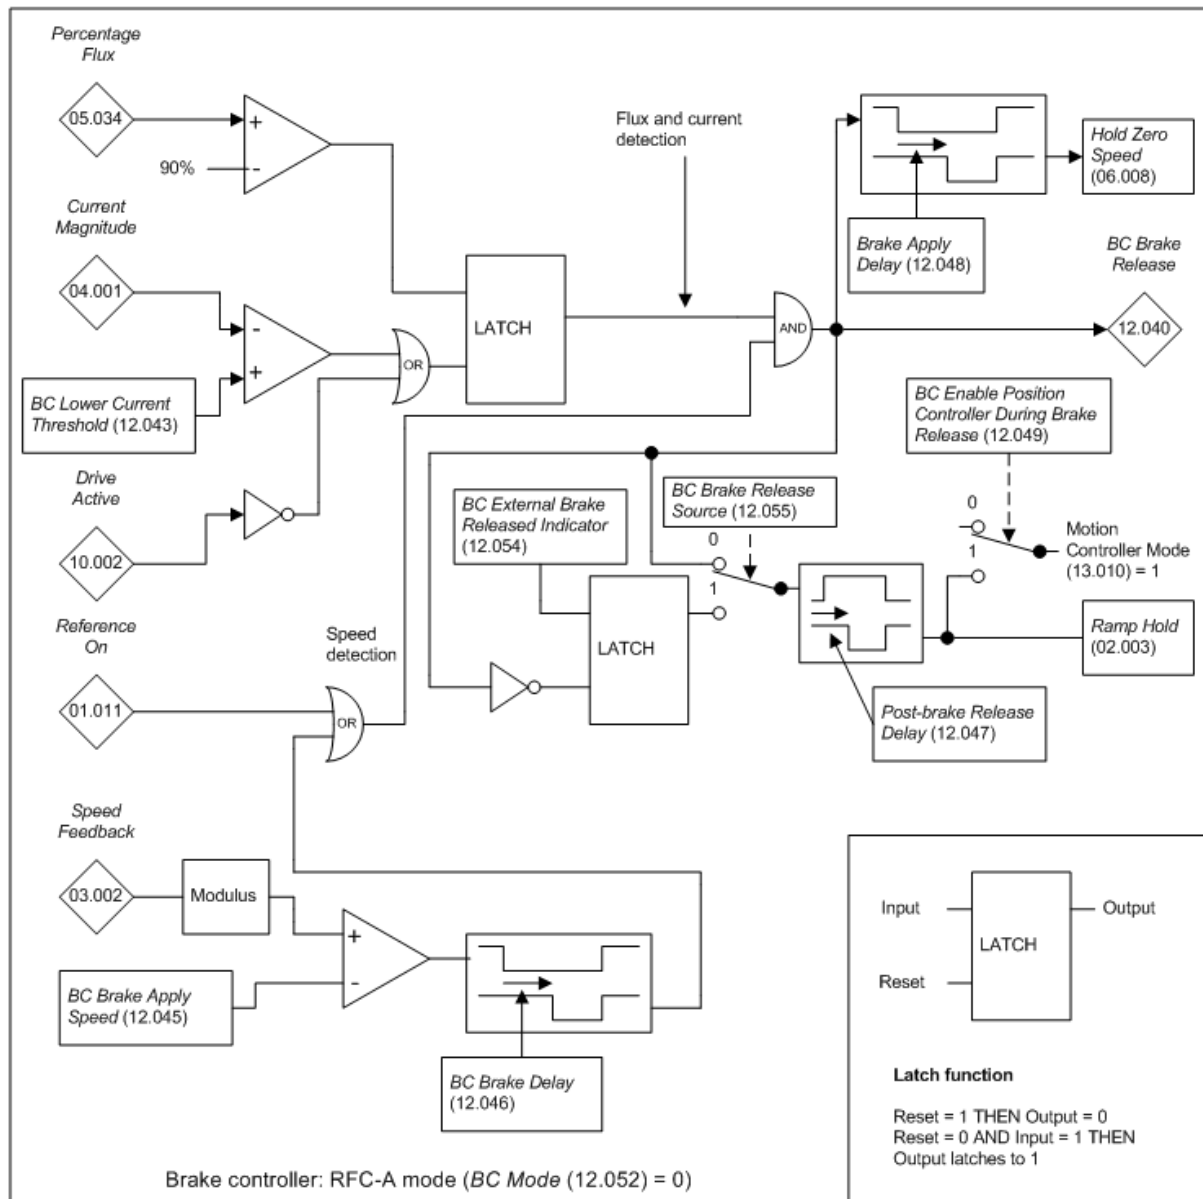 Percentage
Flux
05.034
+
90%
-
Current
Magnitude
04.001
-
+
OR
BC Lower Current
Threshold (12.043)
Drive
Active
10.002
LATCH
Flux and current
detection
AND
Brake Apply
Delay (12.048)
Hold Zero
Speed
(06.008)
BC Brake
Release
12.040
BC Enable Position
Controller During Brake
Release (12.049)
BC External Brake
Released Indicator
(12.054)
BC Brake Release
Source (12.055)
0
1
LATCH
0
1
Motion
Controller Mode
(13.010) = 1
Ramp Hold
(02.003)
Post-brake Release
Delay (12.047)
Reference
On
01.011
Speed
detection
OR
Speed
Feedback
03.002
Modulus
+
-
BC Brake Apply
Speed (12.045)
BC Brake Delay
(12.046)
Input
Reset
LATCH
Output
Latch function
Reset = 1 THEN Output = 0
Reset = 0 AND Input = 1 THEN
Output latches to 1
Brake controller: RFC-A mode (BC Mode (12.052) = 0)